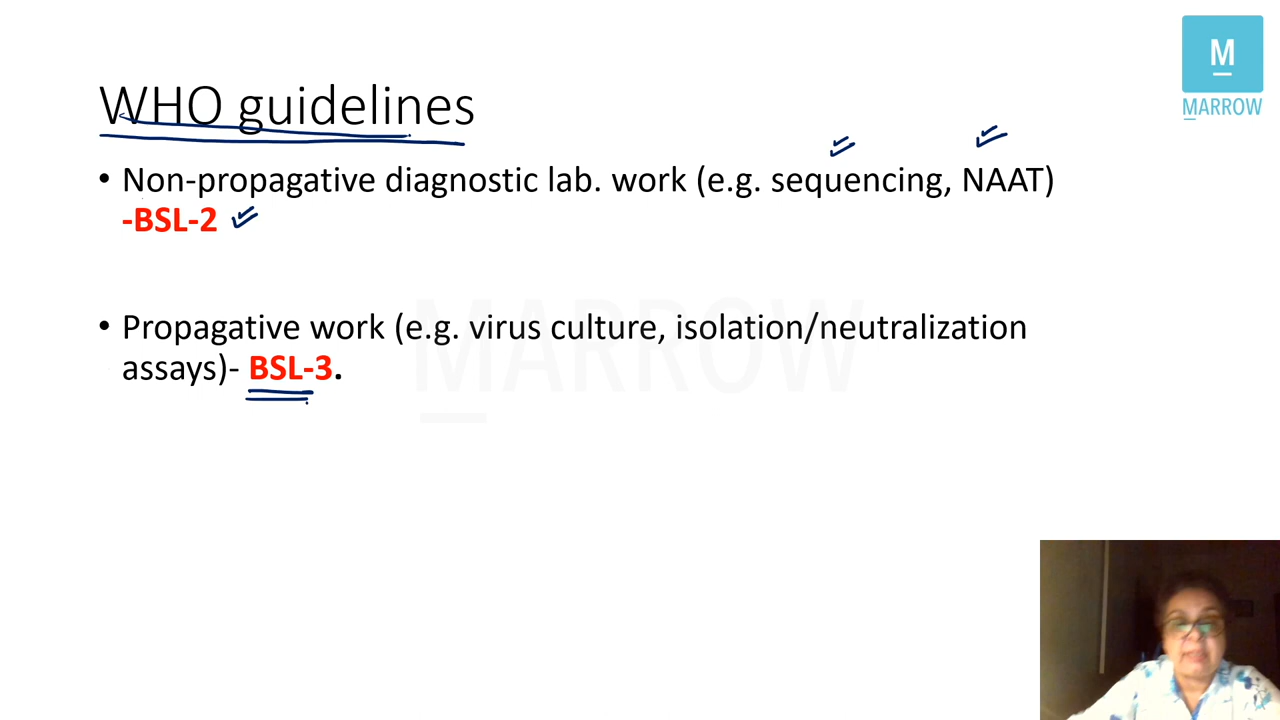 M
MARROW
WHO guidelines
• Non-propagative diagnostic lab. work (e.g. sequencing, NAAT)
-BSL-2
• Propagative work (e.g. virus culture, isolation/neutralization
assays)- BSL-3.
MARROW